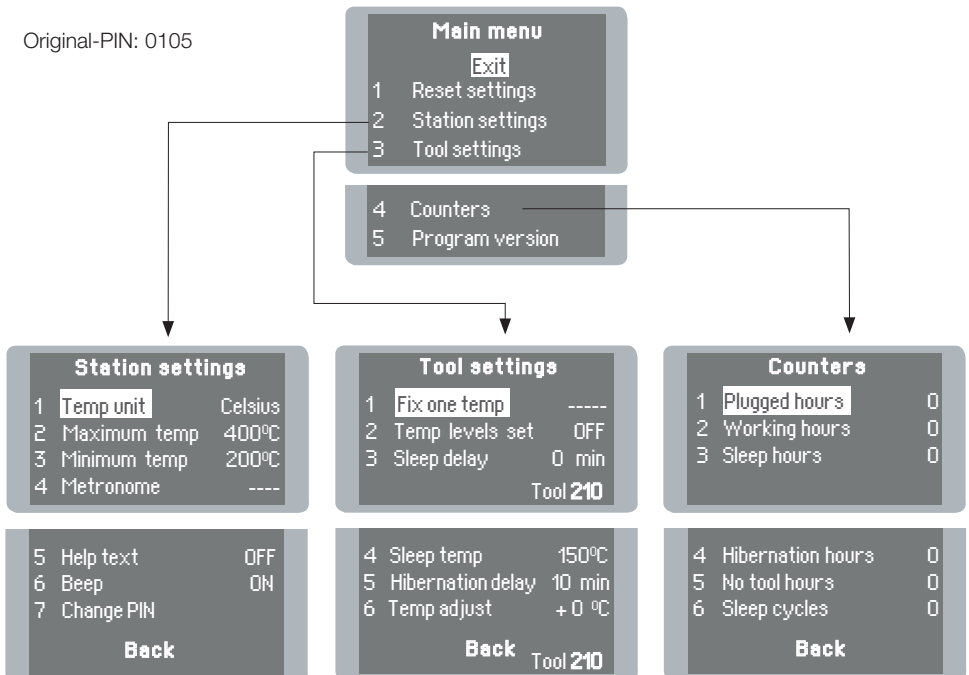 Original-PIN: 0105
Main menu
Exit
1 Reset settings
2 Station settings
3 Tool settings
4 Counters
5 Program version
Station settings
1 Temp unit Celsius
2 Maximum temp 400ºC
3 Minimum temp 200ºC
4 Metronome ----
5 Help text OFF
6 Beep ON
7 Change PIN
Back
Tool settings
1 Fix one temp -----
2 Temp levels set OFF
3 Sleep delay 0 min
Tool 210
4 Sleep temp 150ºC
5 Hibernation delay 10 min
6 Temp adjust + 0 ºC
Back
Tool 210
Counters
1 Plugged hours 0
2 Working hours 0
3 Sleep hours 0
4 Hibernation hours 0
5 No tool hours 0
6 Sleep cycles 0
Back